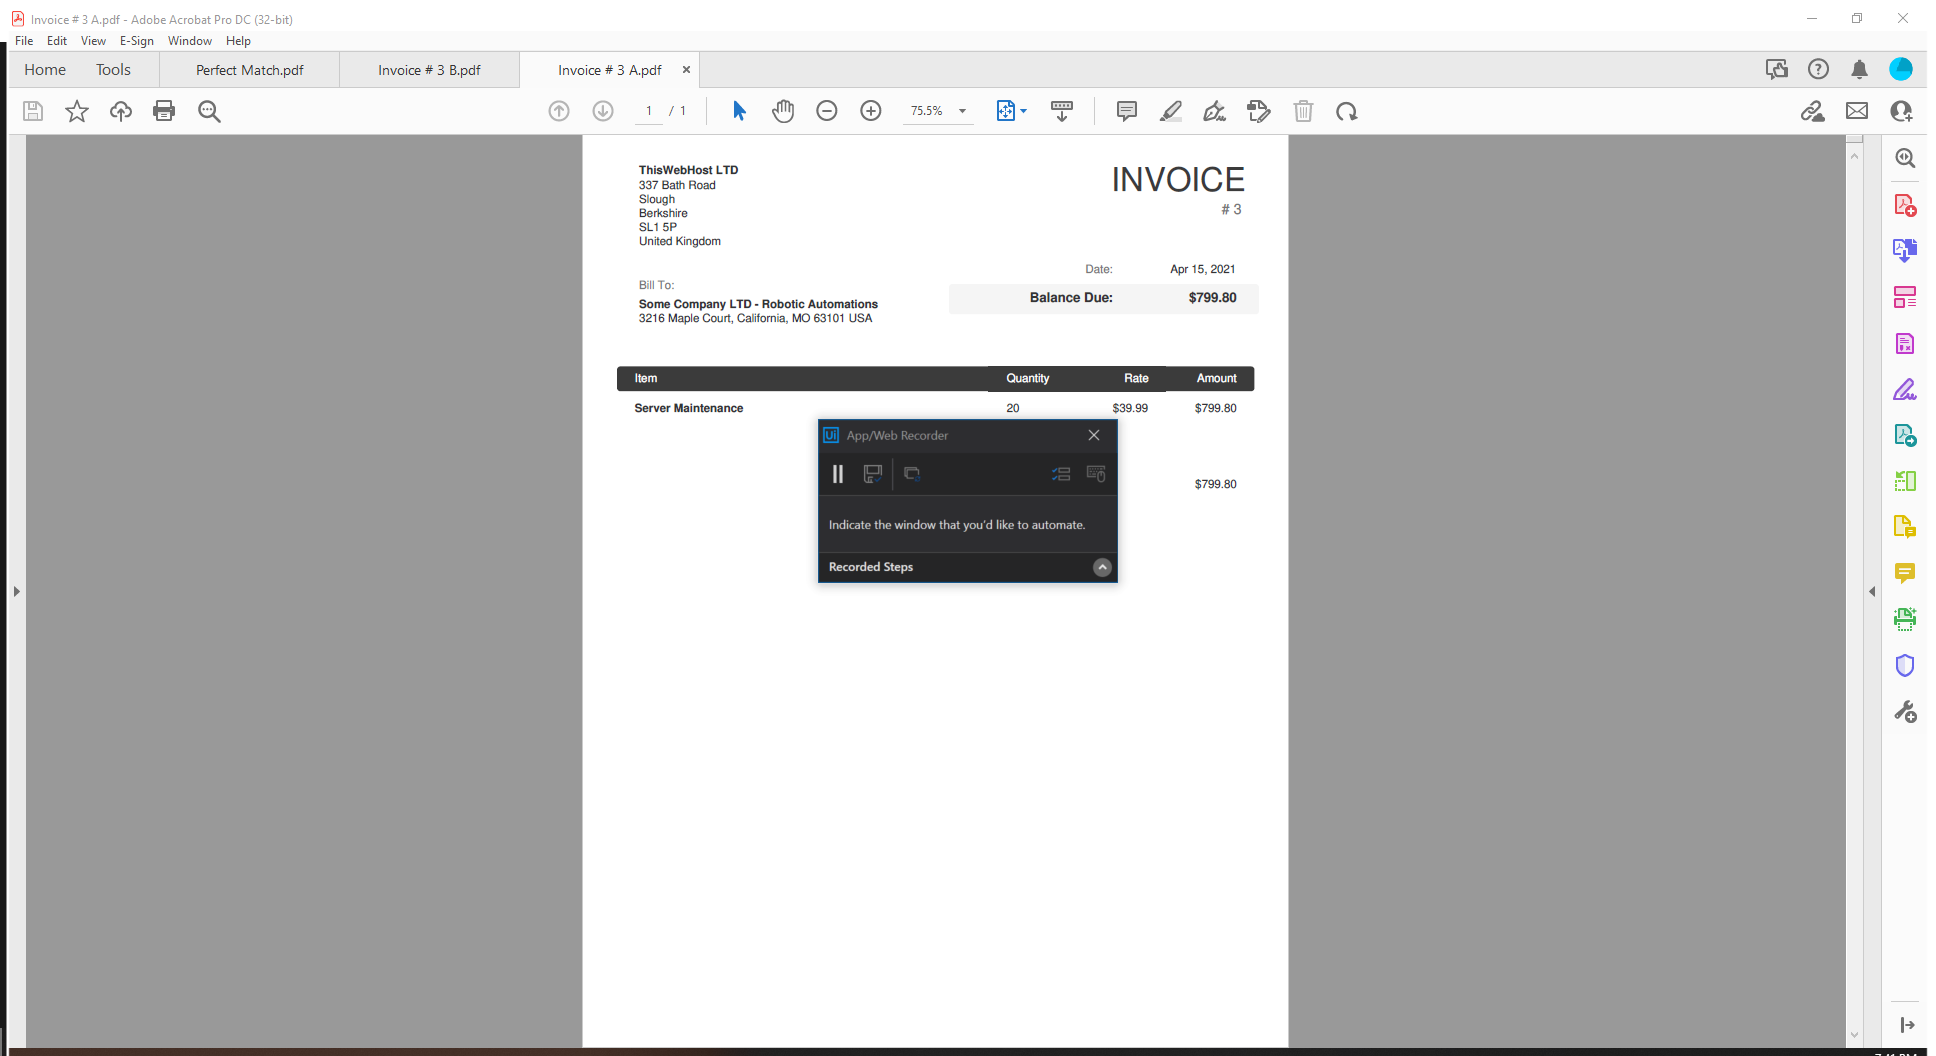 Invoice # 3 A.pdf - Adobe Acrobat Pro DC (32-bit)
File Edit View E-Sign Window Help
Home Tools Perfect Match.pdf Invoice # 3 B.pdf Invoice # 3 A.pdf
1 / 1 75.5%
ThisWebHost LTD
337 Bath Road
Slough
Berkshire
SL1 5P
United Kingdom
INVOICE
# 3
Date: Apr 15, 2021
Balance Due: $799.80
Bill To:
Some Company LTD - Robotic Automations
3216 Maple Court, California, MO 63101 USA
Item Quantity Rate Amount
Server Maintenance 20 $39.99 $799.80
$799.80
Ui App/Web Recorder
Indicate the window that you'd like to automate.
Recorded Steps